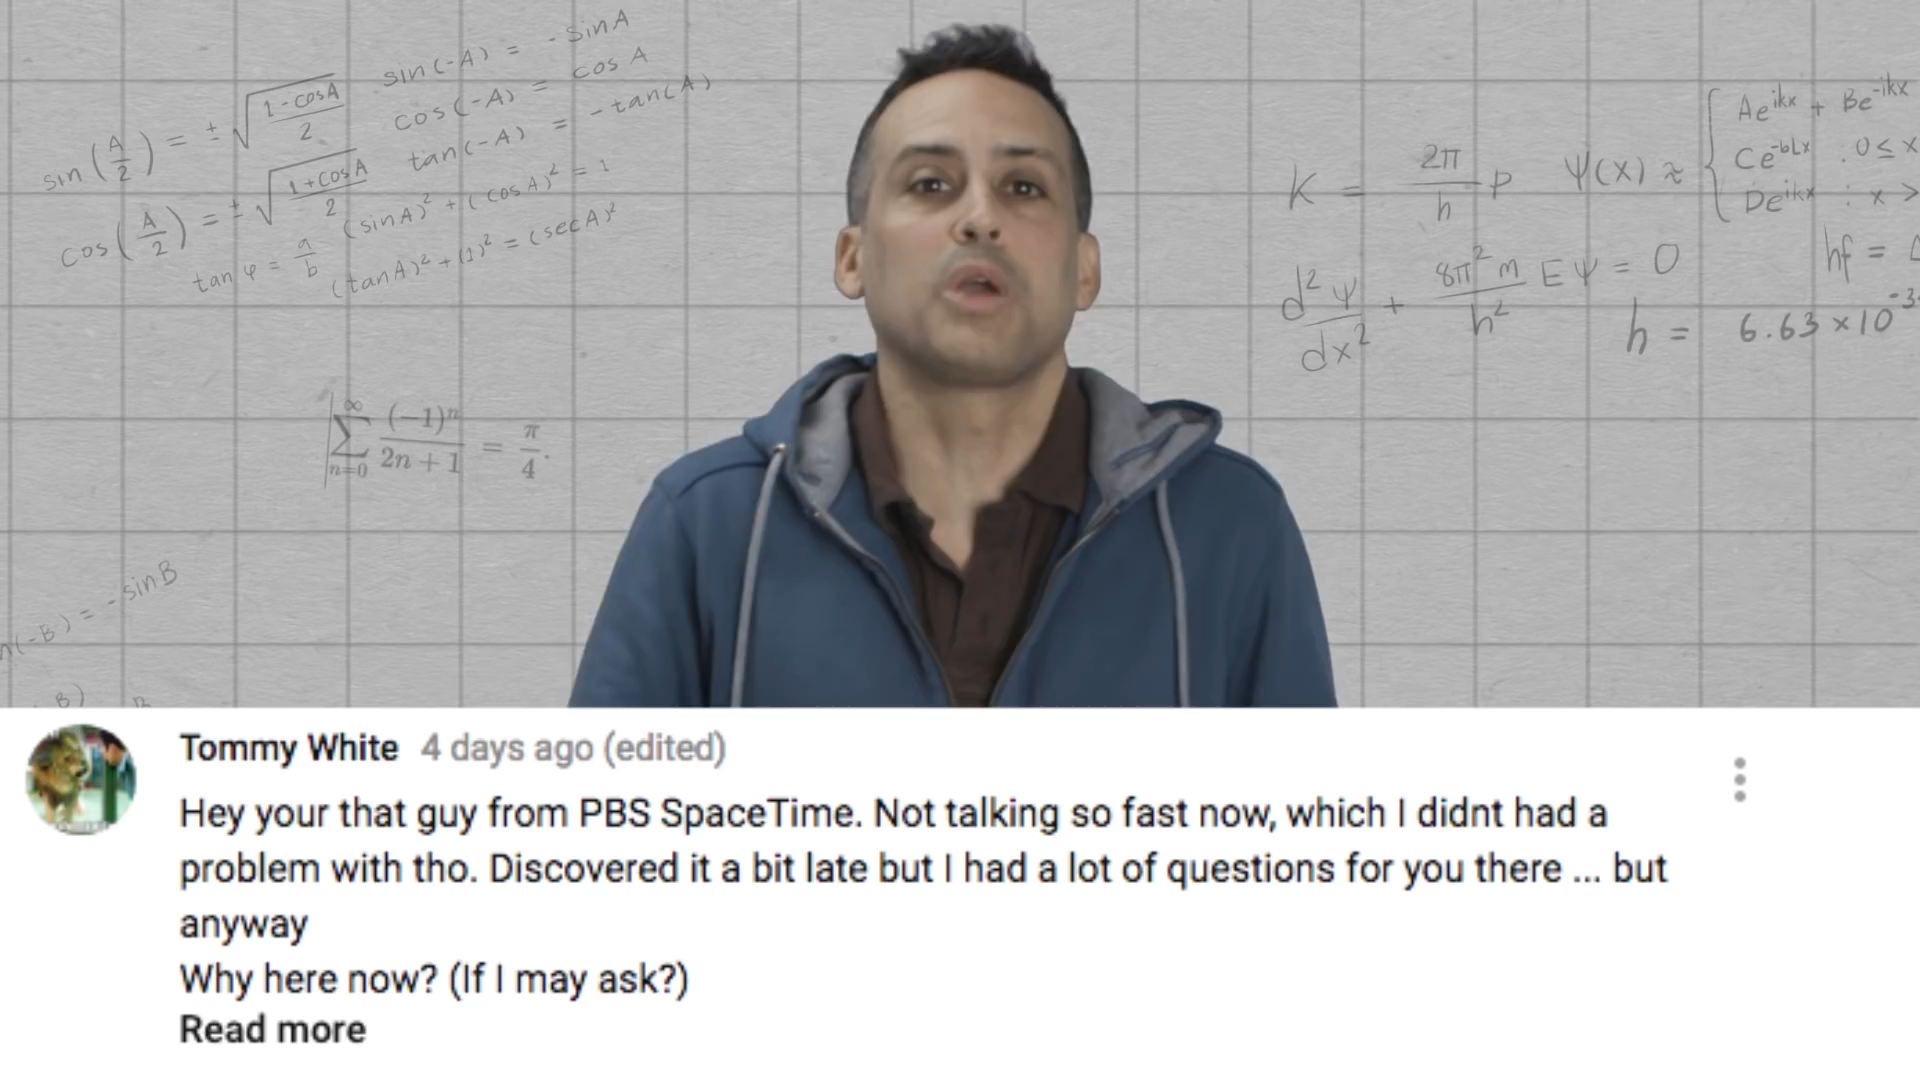 sin(A/2) = ± √((1-cosA)/2)
cos(A/2) = ± √((1+cosA)/2)
tan φ = a/b
sin(-A) = -sinA
cos(-A) = cos A
tan(-A) = -tan(A)
(sinA)² + (cosA)² = 1
(tanA)² + (1)² = (secA)²
∑ n=0 ∞ (-1)ⁿ/(2n+1) = π/4.
(-B) = -sinB
B)
K = 2π/h P
Ψ(x) ≈ { Ae^ikx + Be^-ikx
Ce : 0 ≤ x
De^ikx : x >
d²Ψ/dx² + 8π²m/h² EΨ = 0
hf =
h = 6.63 ×10^-3
Tommy White 4 days ago (edited)
Hey your that guy from PBS SpaceTime. Not talking so fast now, which I didnt had a
problem with tho. Discovered it a bit late but I had a lot of questions for you there ... but
anyway
Why here now? (If I may ask?)
Read more